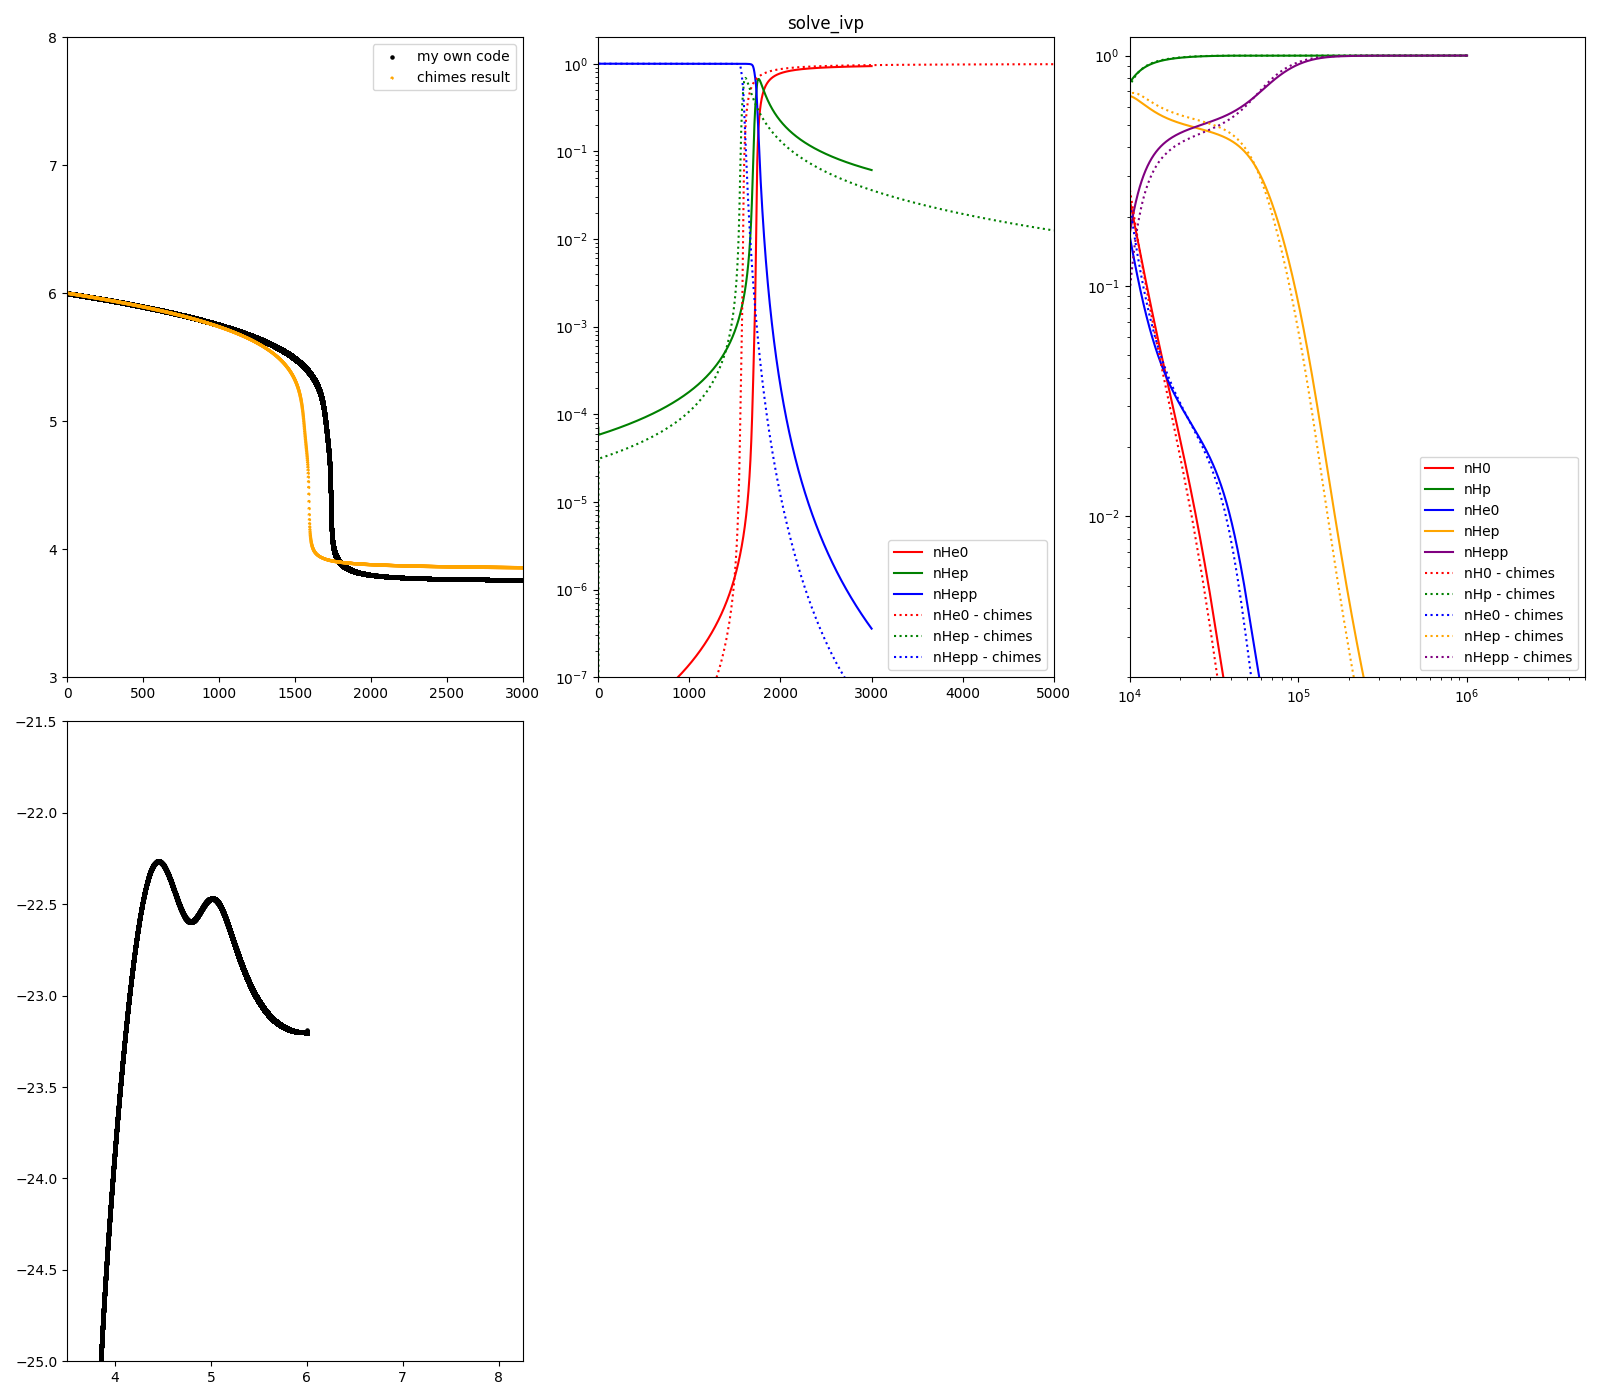 solve_ivp
8
7
6
5
4
3
0
500
1000
1500
2000
2500
3000
my own code
chimes result
10^0
10^-1
10^-2
10^-3
10^-4
10^-5
10^-6
10^-7
0
1000
2000
3000
4000
5000
nHe0
nHep
nHepp
nHe0 - chimes
nHep - chimes
nHepp - chimes
10^0
10^-1
10^-2
10^4
10^5
10^6
nH0
nHp
nHe0
nHep
nHepp
nH0 - chimes
nHp - chimes
nHe0 - chimes
nHep - chimes
nHepp - chimes
−21.5
−22.0
−22.5
−23.0
−23.5
−24.0
−24.5
−25.0
4
5
6
7
8